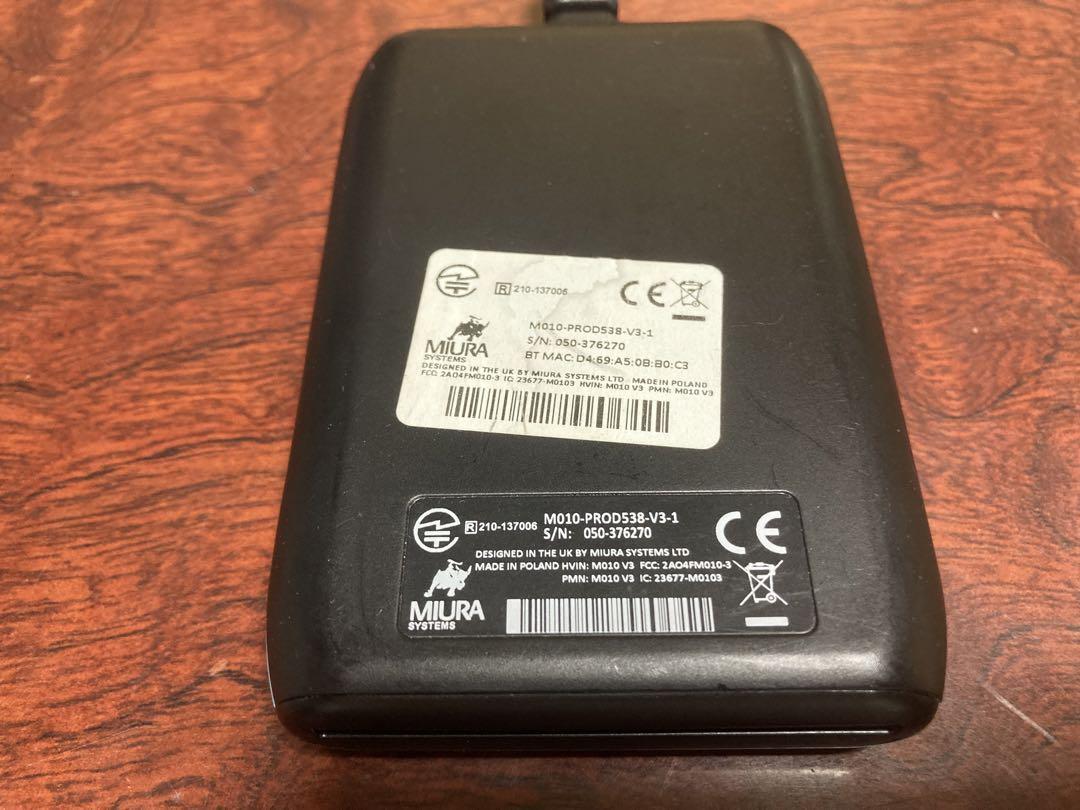 R 210-137006
M010-PROD538-V3-1
S/N: 050-376270
BT MAC: D4:69:A5:0B:B0:C3
MIURA
SYSTEMS
DESIGNED IN THE UK BY MIURA SYSTEMS LTD MADE IN POLAND
FCC: 2AO4FM010-3 IC: 23677-M0103 HVIN: M010 V3 PMN: M010 V3
CE
R 210-137006
M010-PROD538-V3-1
S/N: 050-376270
CE
DESIGNED IN THE UK BY MIURA SYSTEMS LTD
MADE IN POLAND HVIN: M010 V3 FCC: 2AO4FM010-3
PMN: M010 V3 IC: 23677-M0103
MIURA
SYSTEMS